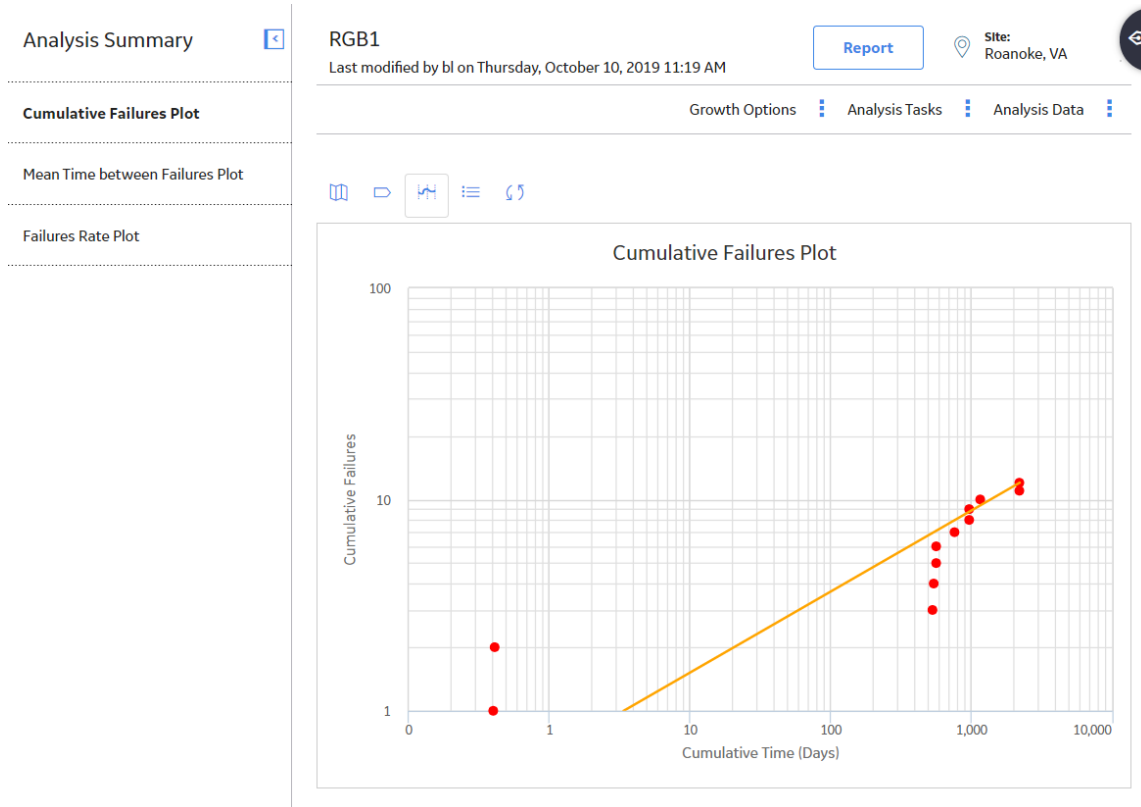 Analysis Summary
Cumulative Failures Plot
Mean Time between Failures Plot
Failures Rate Plot
RGB1
Last modified by bl on Thursday, October 10, 2019 11:19 AM
Report
Site:
Roanoke, VA
Growth Options
Analysis Tasks
Analysis Data
Cumulative Failures Plot
100
10
1
Cumulative Failures
0 1 10 100 1,000 10,000
Cumulative Time (Days)